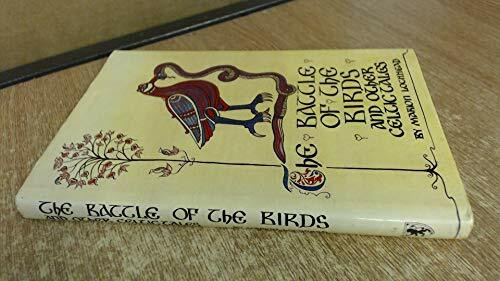 The BATTLE
OF THE
BIRDS
AND OTHER
CELTIC TALES
BY MARION LOCHHEAD
THE BATTLE OF THE BIRDS
AND OTHER CELTIC TALES